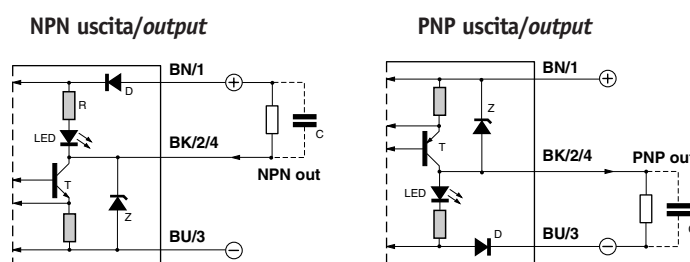 NPN uscita/output
BN/1
D
R
LED
C
BK/2/4
NPN out
T
Z
BU/3
PNP uscita/output
BN/1
Z
T
BK/2/4
PNP out
LED
D
BU/3